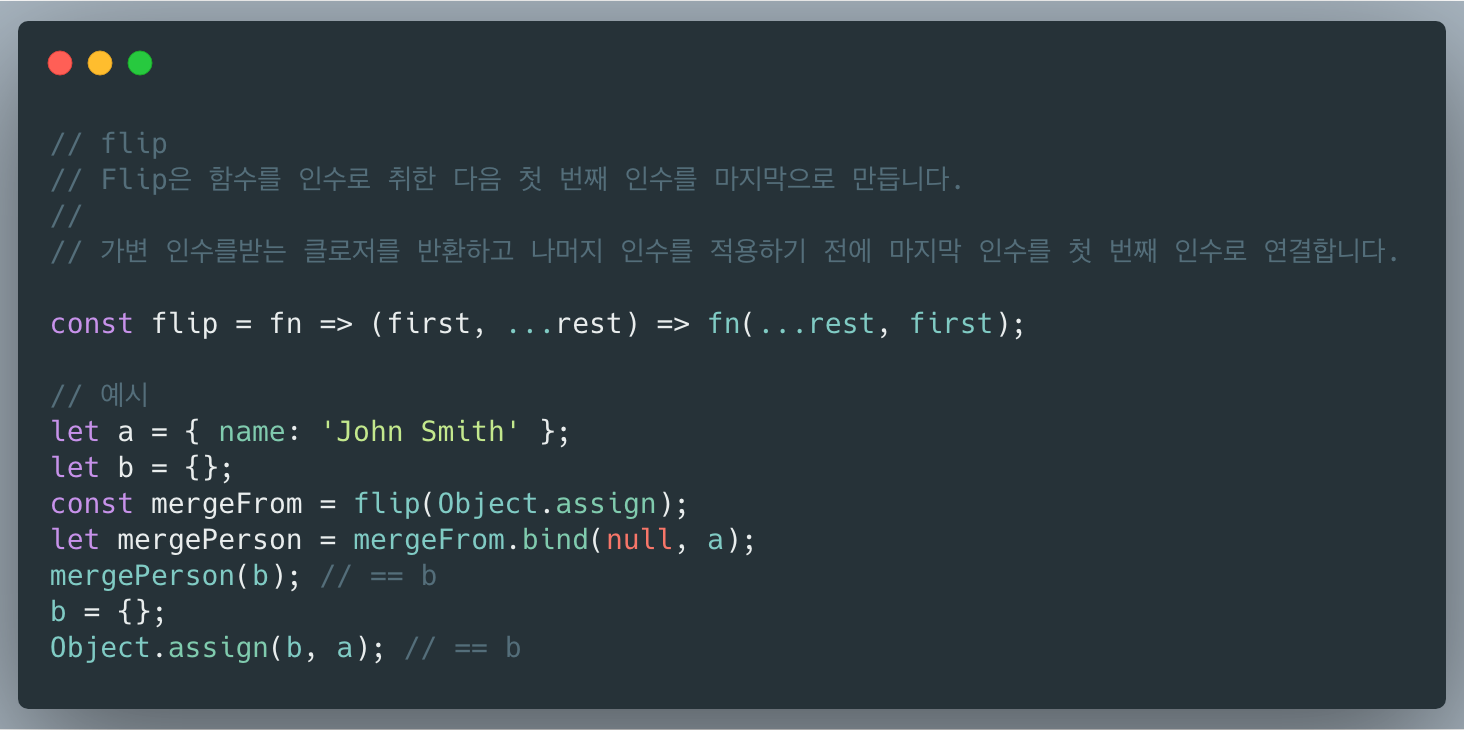 // flip
// Flip은 함수를 인수로 취한 다음 첫 번째 인수를 마지막으로 만듭니다.
//
// 가변 인수를받는 클로저를 반환하고 나머지 인수를 적용하기 전에 마지막 인수를 첫 번째 인수로 연결합니다.
const flip = fn => (first, ...rest) => fn(...rest, first);
// 예시
let a = { name: 'John Smith' };
let b = {};
const mergeFrom = flip(Object.assign);
let mergePerson = mergeFrom.bind(null, a);
mergePerson(b); // == b
b = {};
Object.assign(b, a); // == b